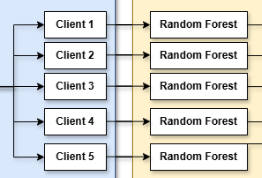 Client 1 Random Forest
Client 2 Random Forest
Client 3 Random Forest
Client 4 Random Forest
Client 5 Random Forest